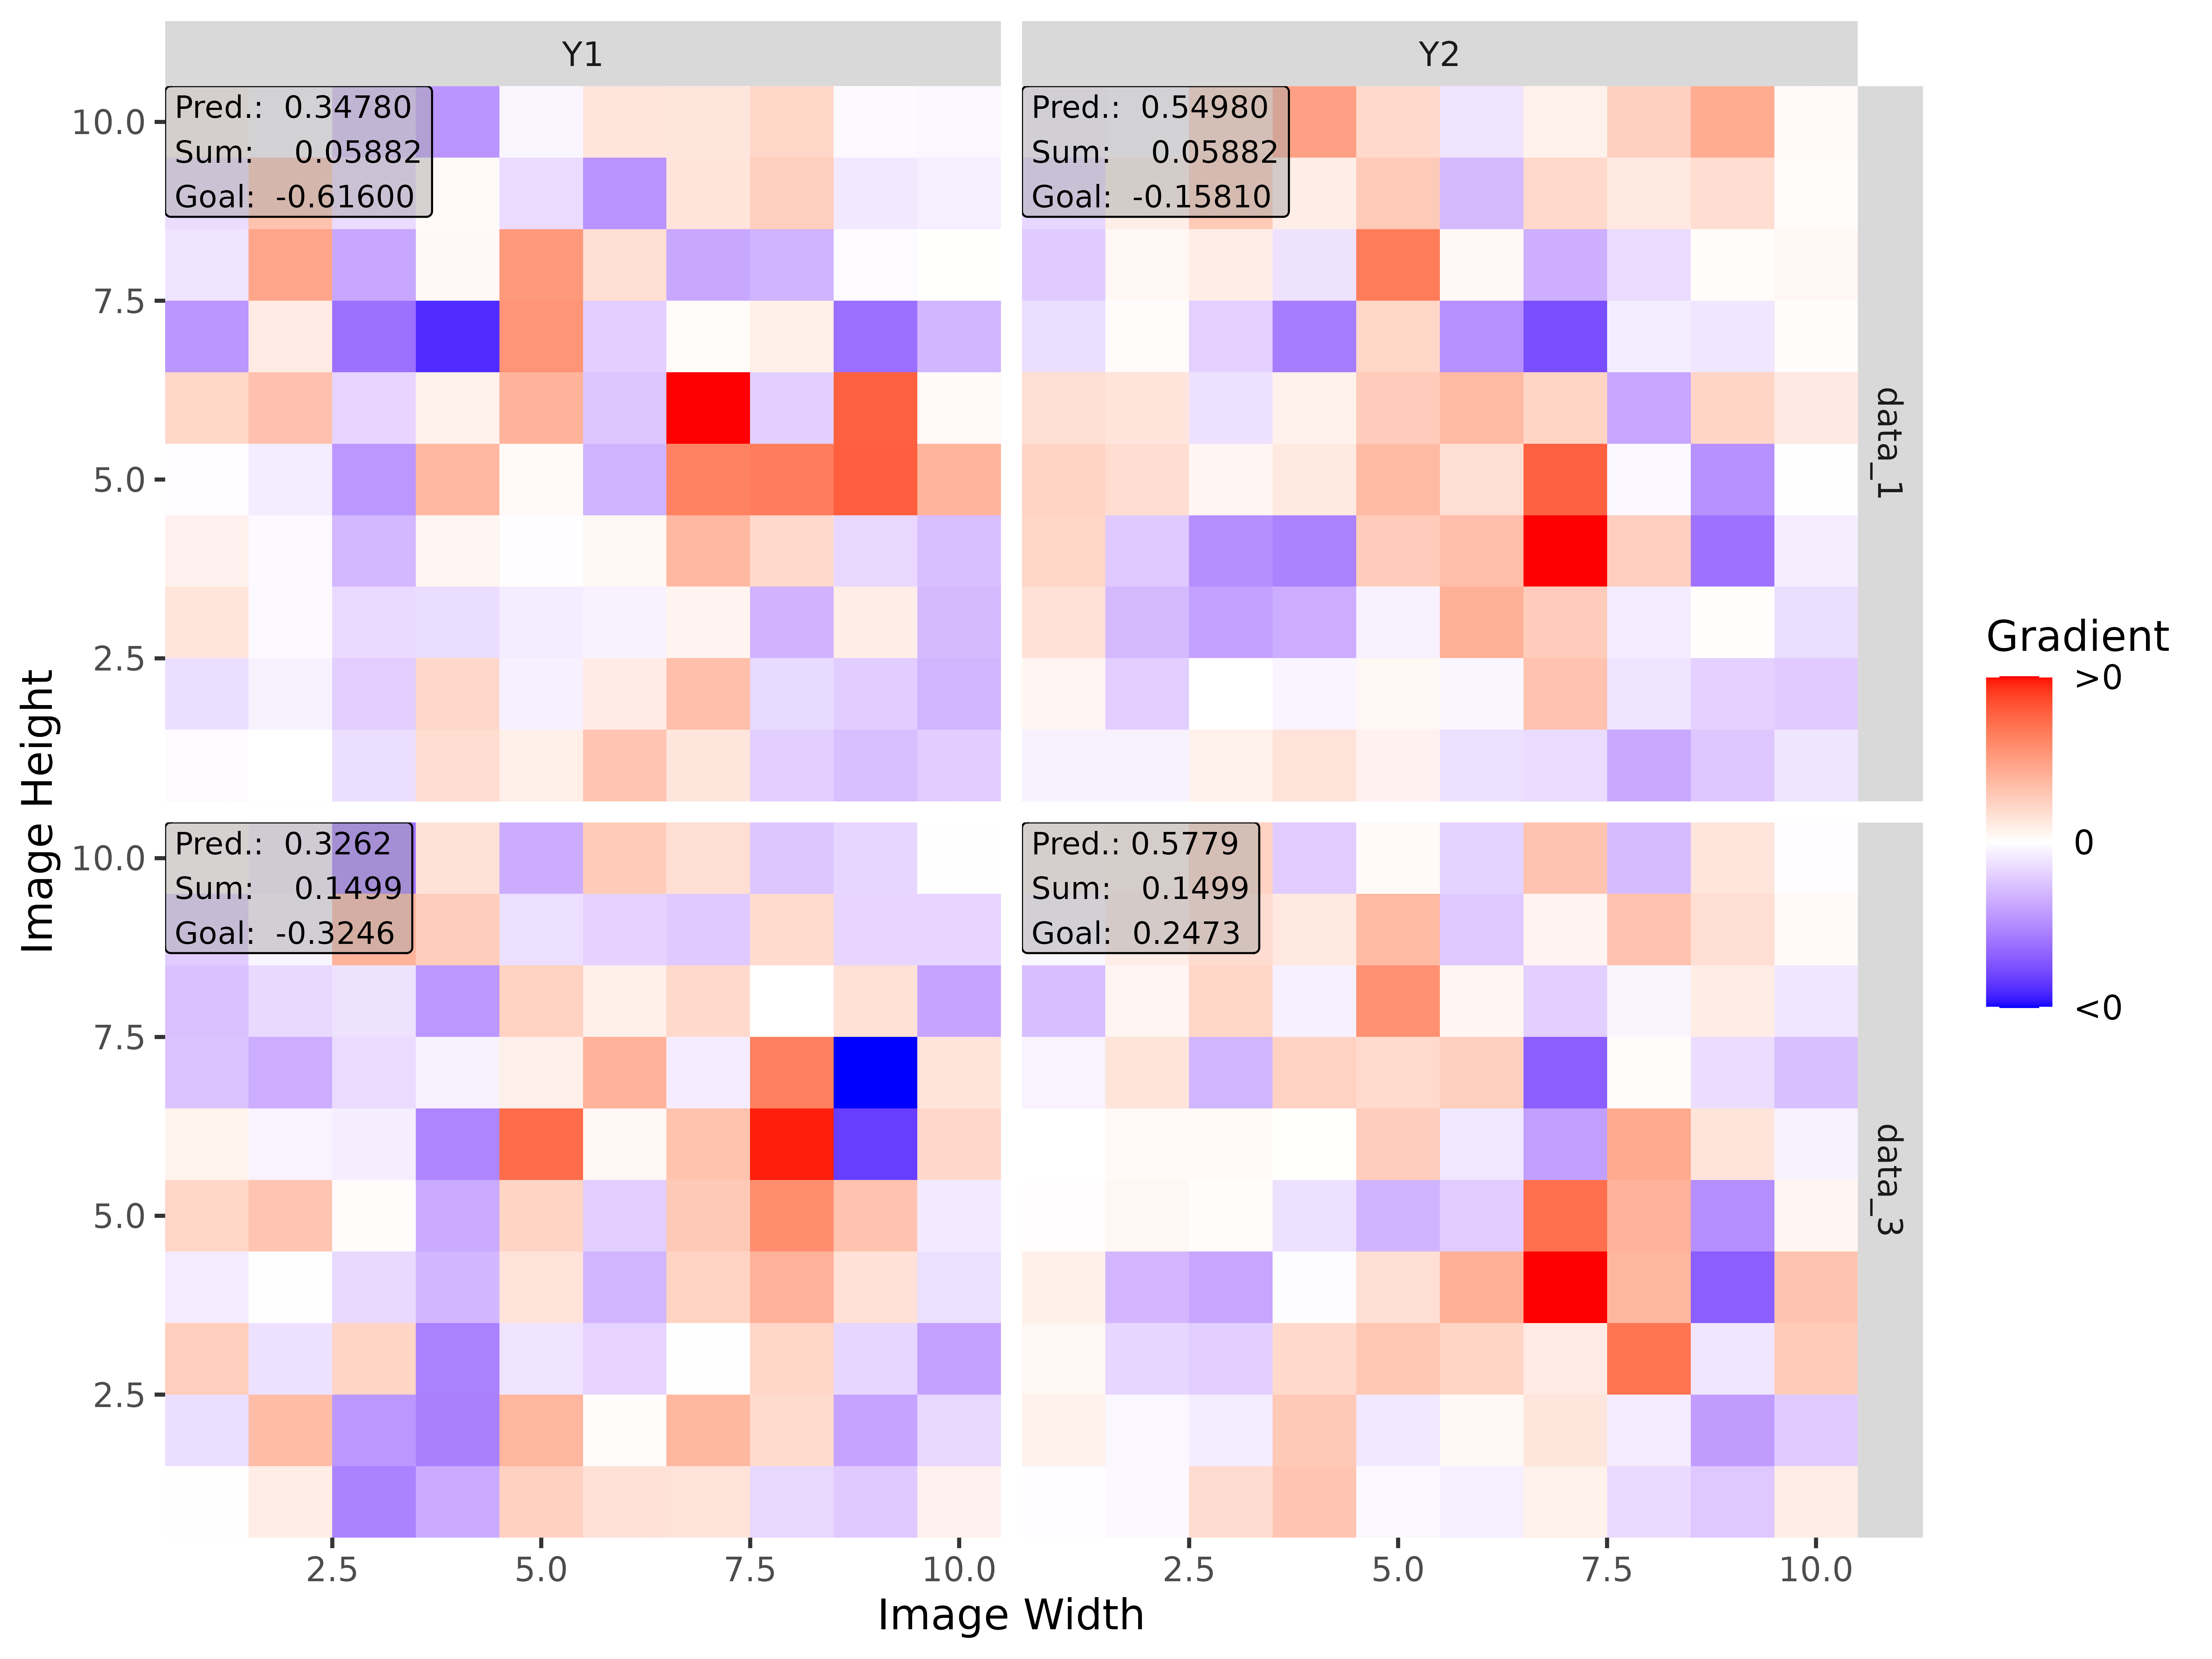 Y1
Y2
Pred.: 0.34780
Sum: 0.05882
Goal: -0.61600
Pred.: 0.54980
Sum: 0.05882
Goal: -0.15810
10.0
7.5
5.0
2.5
data_1
Pred.: 0.3262
Sum: 0.1499
Goal: -0.3246
Pred.: 0.5779
Sum: 0.1499
Goal: 0.2473
10.0
7.5
5.0
2.5
data_3
Image Height
2.5 5.0 7.5 10.0
2.5 5.0 7.5 10.0
Image Width
Gradient
>0
0
<0